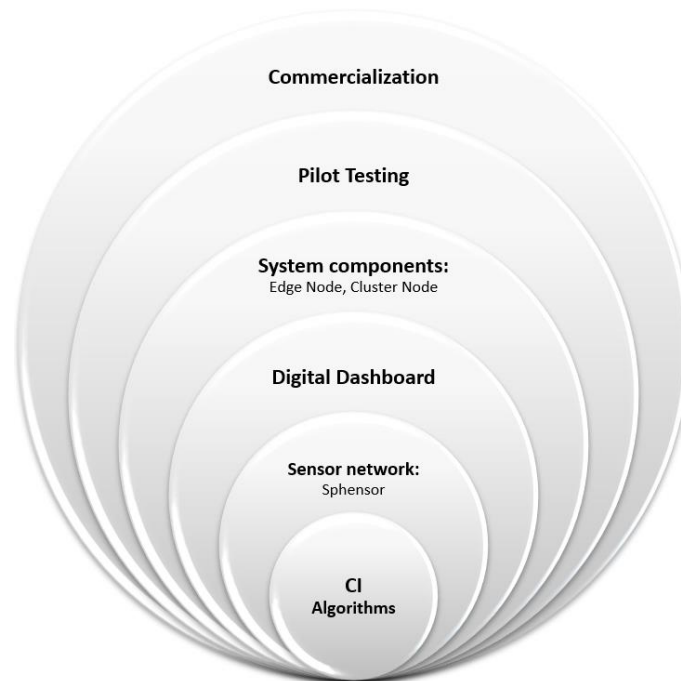 Commercialization
Pilot Testing
System components:
Edge Node, Cluster Node
Digital Dashboard
Sensor network:
Sphensor
CI
Algorithms